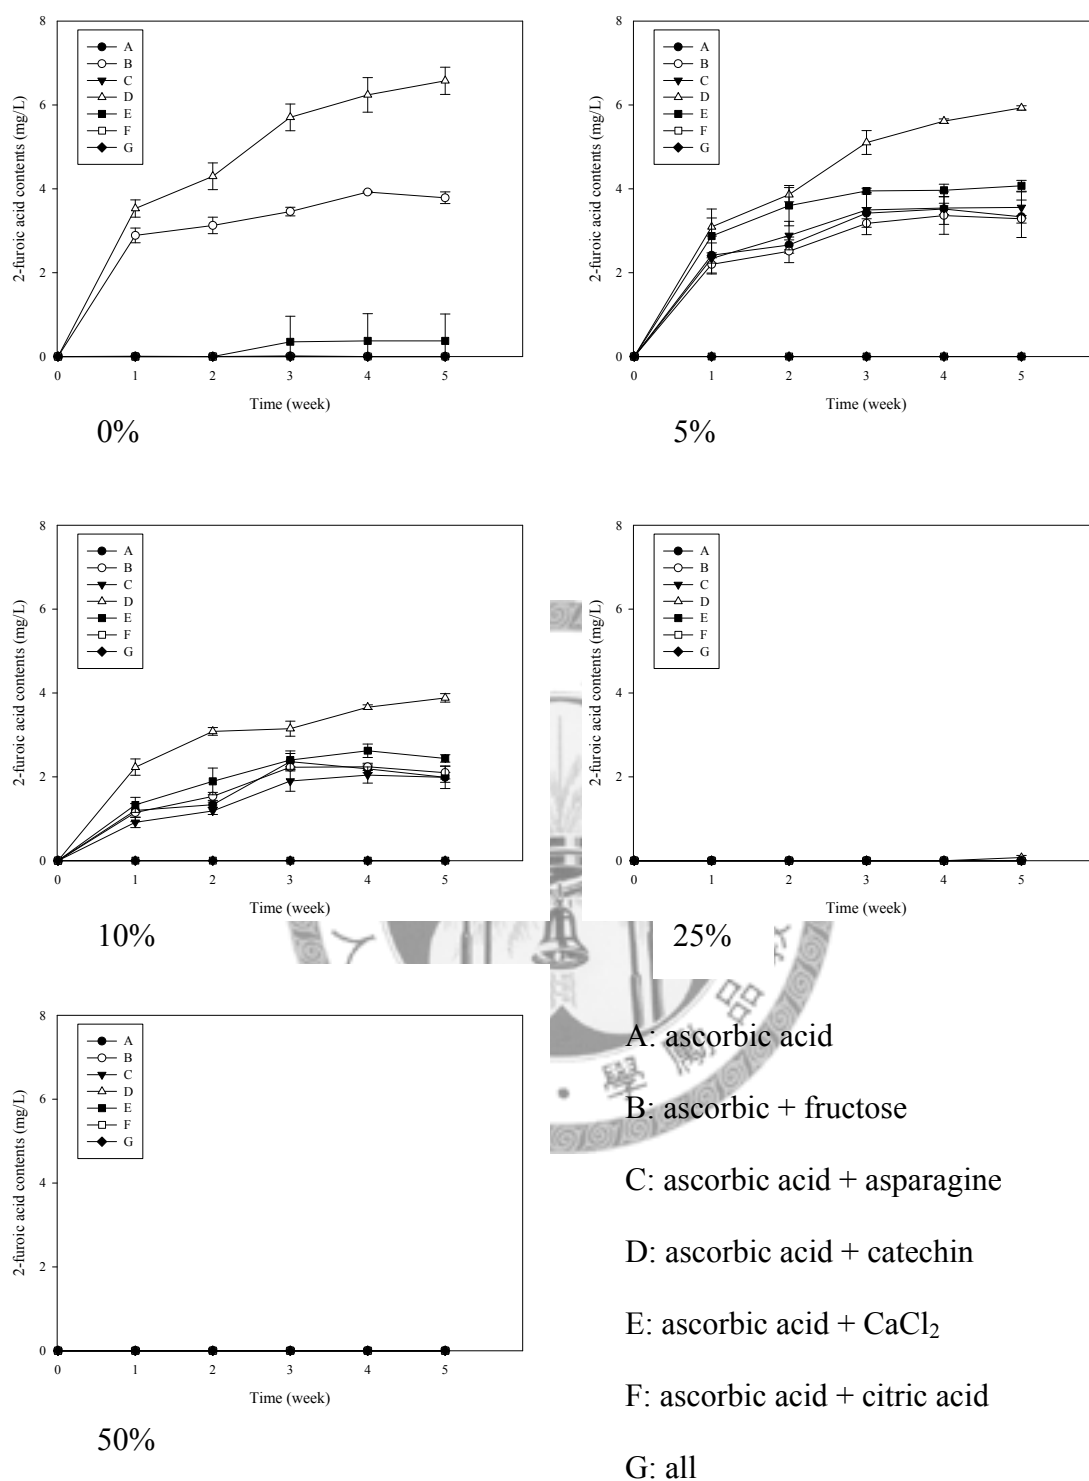 8
6
4
2
0
2-furoic acid contents (mg/L)
A
B
C
D
E
F
G
0 1 2 3 4 5
Time (week)
0%
8
6
4
2
0
2-furoic acid contents (mg/L)
A
B
C
D
E
F
G
0 1 2 3 4 5
Time (week)
5%
8
6
4
2
0
2-furoic acid contents (mg/L)
A
B
C
D
E
F
G
0 1 2 3 4 5
Time (week)
10%
8
6
4
2
0
2-furoic acid contents (mg/L)
A
B
C
D
E
F
G
0 1 2 3 4 5
Time (week)
25%
8
6
4
2
0
2-furoic acid contents (mg/L)
A
B
C
D
E
F
G
0 1 2 3 4 5
Time (week)
50%
A: ascorbic acid
B: ascorbic + fructose
C: ascorbic acid + asparagine
D: ascorbic acid + catechin
E: ascorbic acid + CaCl₂
F: ascorbic acid + citric acid
G: all
學 勵 品